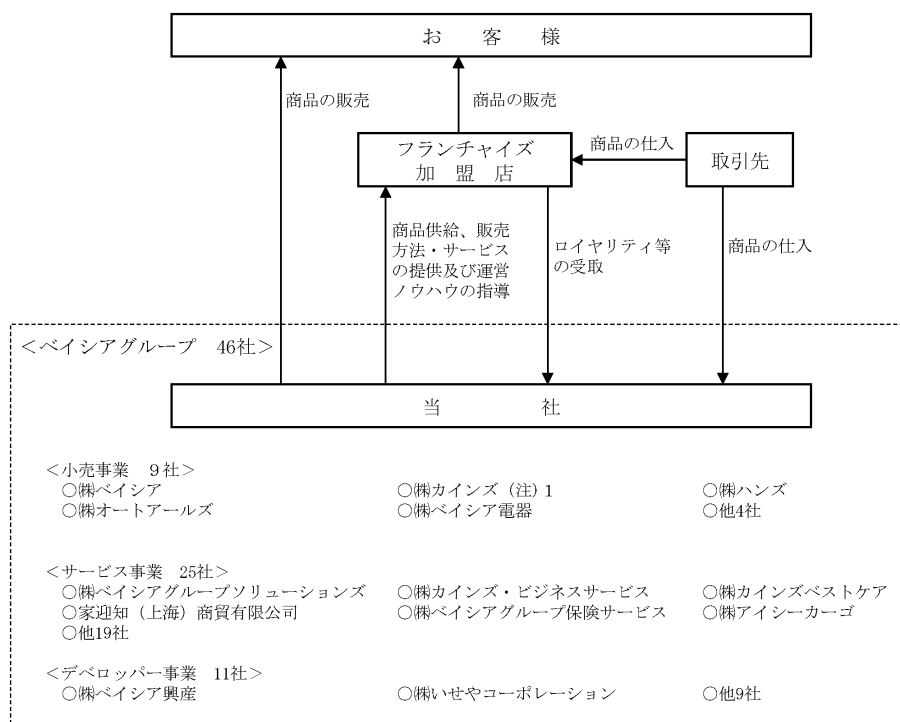 お 客 様
商品の販売
商品の販売
フランチャイズ
加 盟 店
商品の仕入
取引先
商品供給、販売
方法・サービス
の提供及び運営
ノウハウの指導
ロイヤリティ等
の受取
商品の仕入
＜ベイシアグループ 46社＞
当 社
＜小売事業 9社＞
○㈱ベイシア ○㈱カインズ（注）1 ○㈱ハンズ
○㈱オートアールズ ○㈱ベイシア電器 ○他4社
＜サービス事業 25社＞
○㈱ベイシアグループソリューションズ ○㈱カインズ・ビジネスサービス ○㈱カインズベストケア
○家迎知（上海）商貿有限公司 ○㈱ベイシアグループ保険サービス ○㈱アイシーカーゴ
○他19社
＜デベロッパー事業 11社＞
○㈱ベイシア興産 ○㈱いせやコーポレーション ○他9社